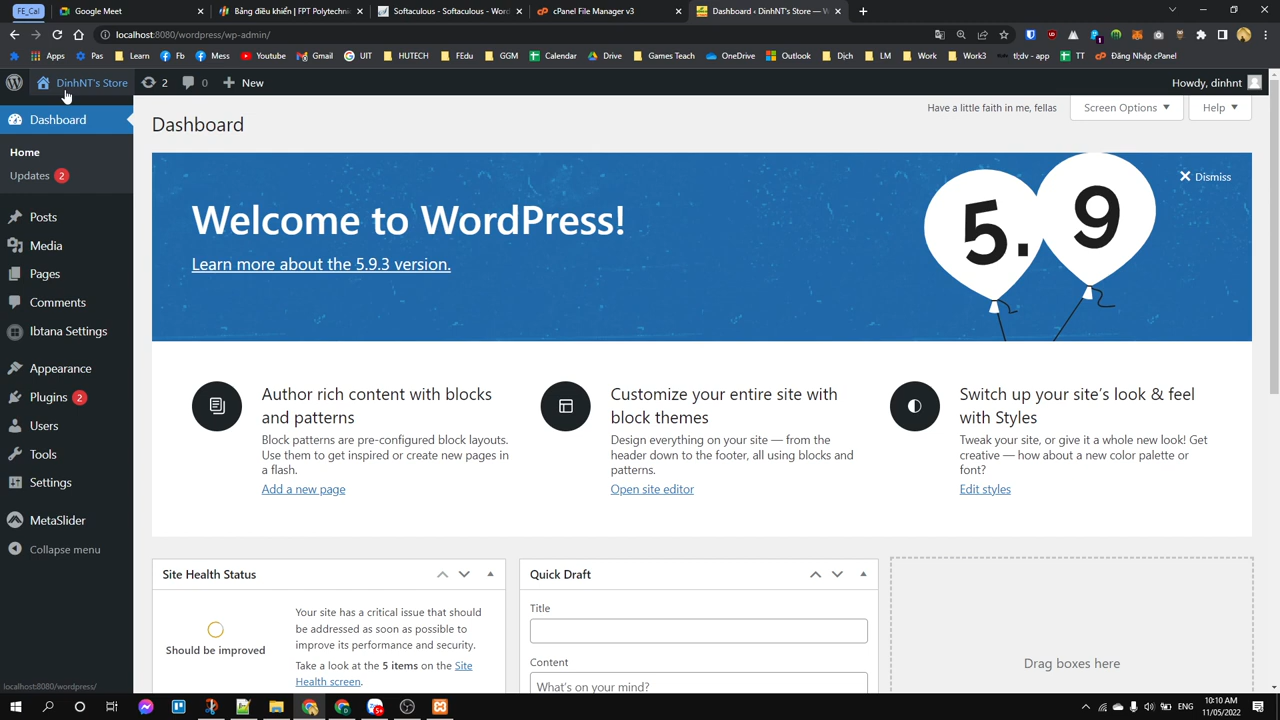 FE_Cal
Google Meet
Bảng điều khiển | FPT Polytechnic
Softaculous - Softaculous - Word
cPanel File Manager v3
Dashboard ‹ DinhNT's Store — W
localhost:8080/wordpress/wp-admin/
Apps
Fb
Mess
Youtube
Gmail
UIT
HUTECH
FEdu
GGM
Calendar
Drive
Games Teach
OneDrive
Outlook
Dich
LM
Work
Work3
tl;dv - app
TT
Đăng Nhập cPanel
DinhNT's Store
2
0
New
Howdy, dinhnt
Dashboard
Home
Updates 2
Posts
Media
Pages
Comments
Ibtana Settings
Appearance
Plugins 2
Users
Tools
Settings
MetaSlider
Collapse menu
localhost:8080/wordpress/
Have a little faith in me, fellas
Screen Options
Help
Dashboard
Dismiss
Welcome to WordPress!
Learn more about the 5.9.3 version.
5.9
Author rich content with blocks
and patterns
Block patterns are pre-configured block layouts.
Use them to get inspired or create new pages in
a flash.
Add a new page
Customize your entire site with
block themes
Design everything on your site — from the
header down to the footer, all using blocks and
patterns.
Open site editor
Switch up your site's look & feel
with Styles
Tweak your site, or give it a whole new look! Get
creative — how about a new color palette or
font?
Edit styles
Site Health Status
Should be improved
Your site has a critical issue that should
be addressed as soon as possible to
improve its performance and security.
Take a look at the 5 items on the Site
Health screen.
Quick Draft
Title
Content
What's on your mind?
Drag boxes here
ENG
10:10 AM
11/05/2022